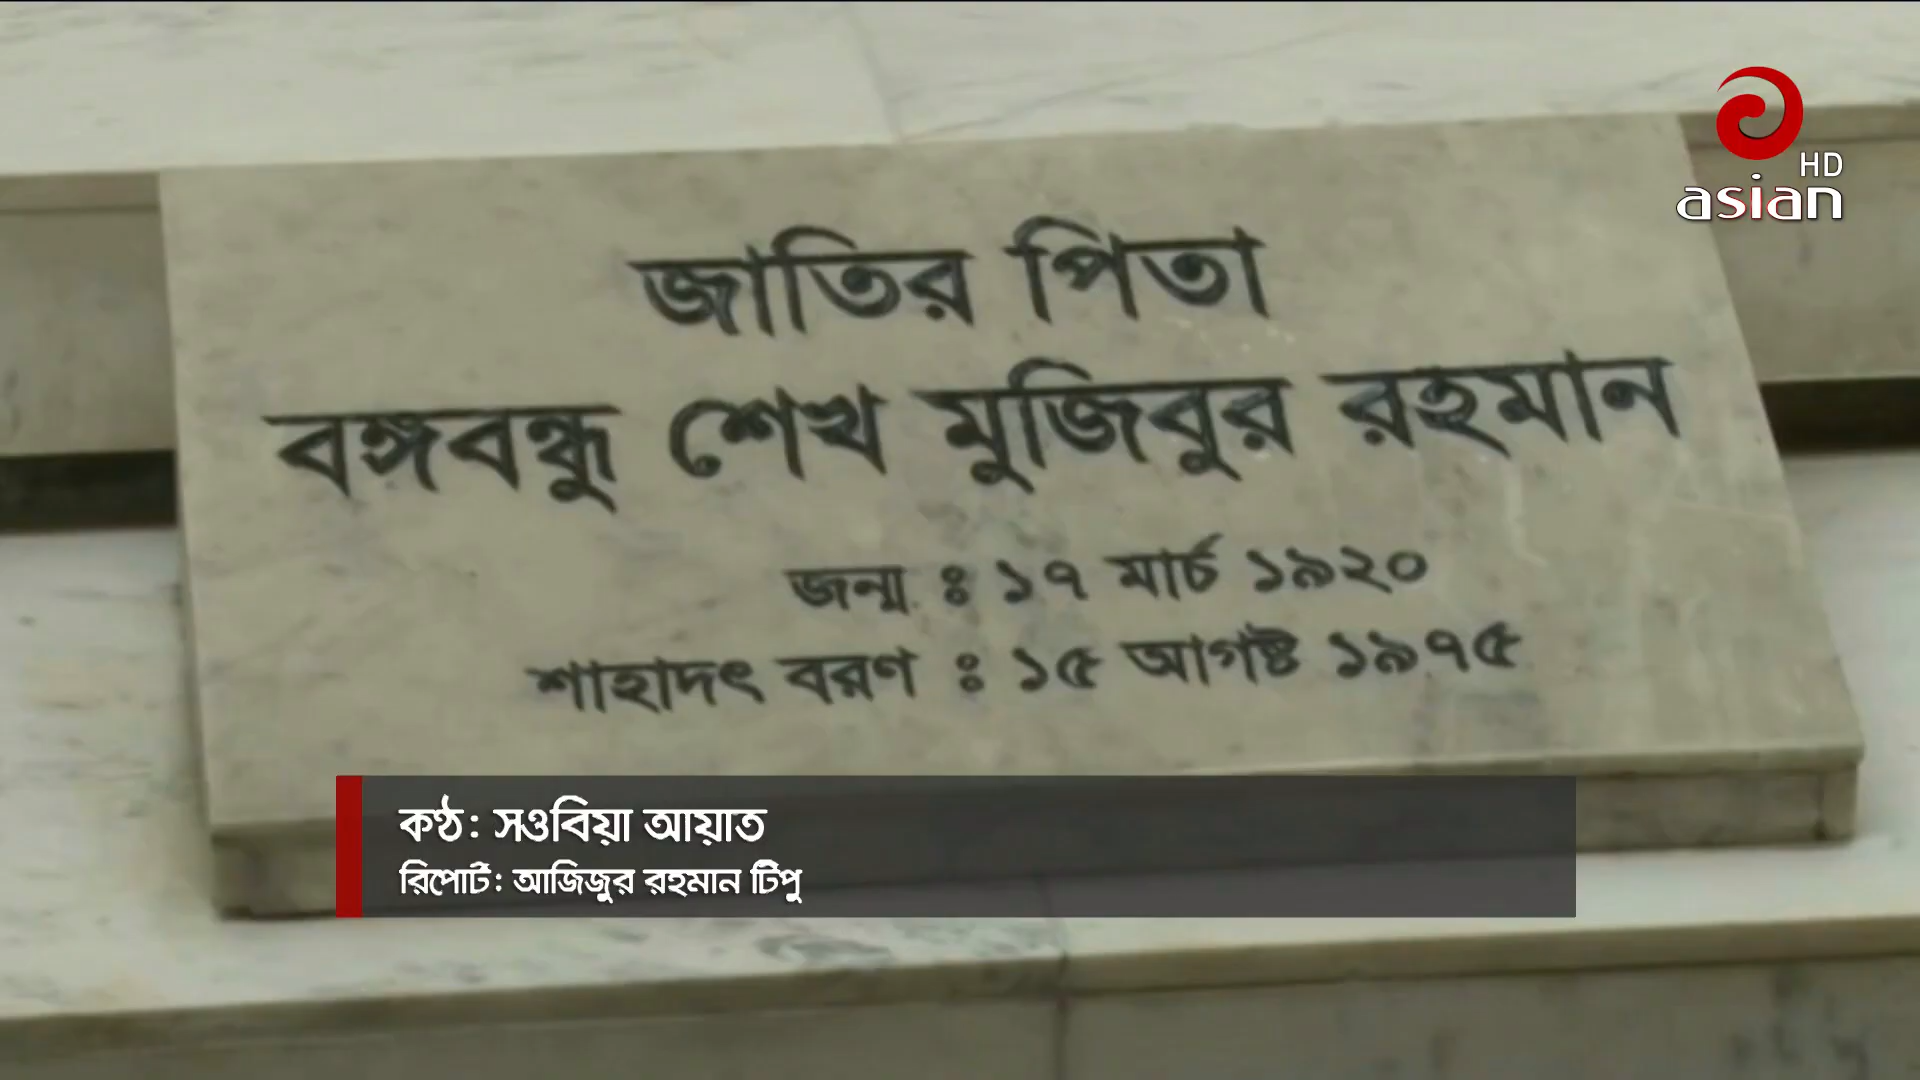 জাতির পিতা
বঙ্গবন্ধু শেখ মুজিবুর রহমান
জন্ম : ১৭ মার্চ ১৯২০
শাহাদৎ বরণ : ১৫ আগষ্ট ১৯৭৫
HD
asian
কণ্ঠ: সওবিয়া আয়াত
রিপোর্ট: আজিজুর রহমান টিপু